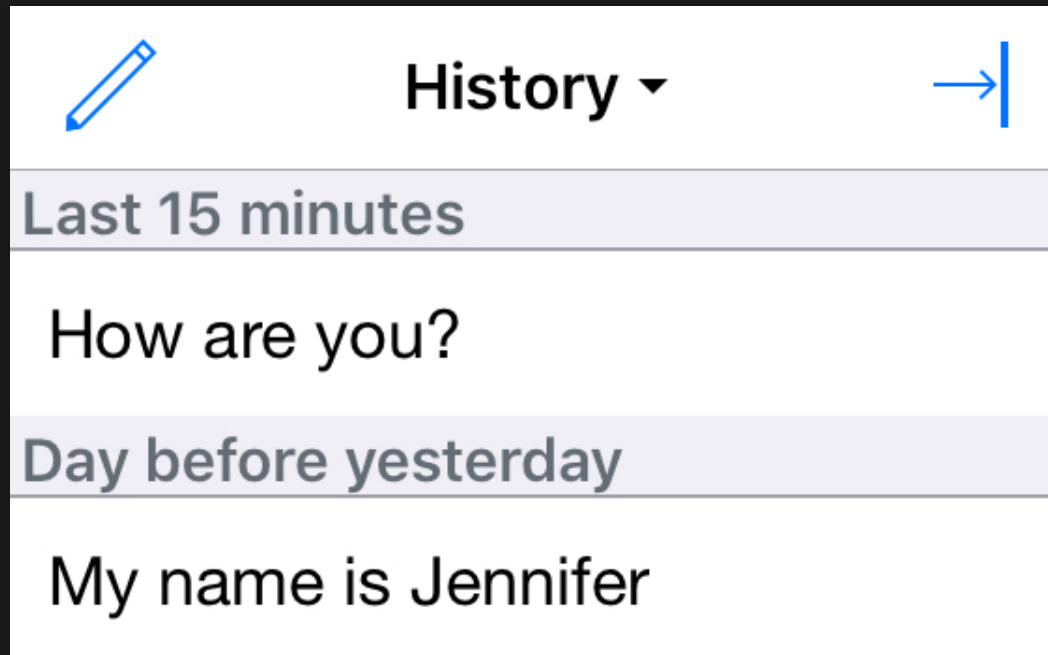 History
Last 15 minutes
How are you?
Day before yesterday
My name is Jennifer